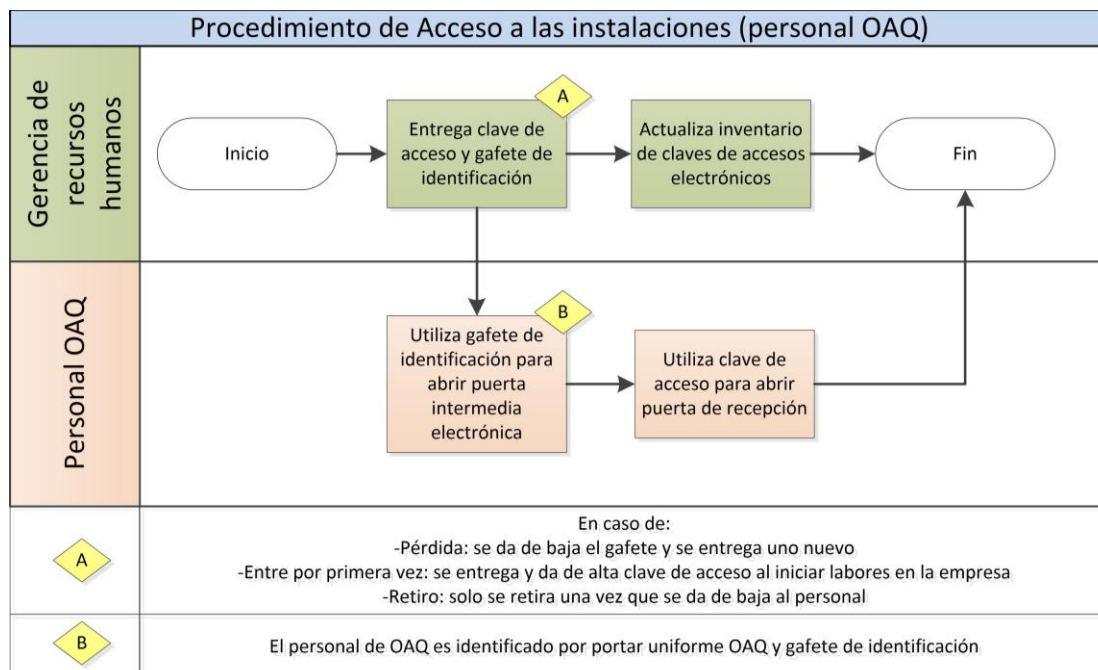 Procedimiento de Acceso a las instalaciones (personal OAQ)
Gerencia de
recursos
humanos
Inicio
A
Entrega clave de
acceso y gafete de
identificación
Actualiza inventario
de claves de accesos
electrónicos
Fin
Personal OAQ
B
Utiliza gafete de
identificación para
abrir puerta
intermedia
electrónica
Utiliza clave de
acceso para abrir
puerta de recepción
A
En caso de:
-Pérdida: se da de baja el gafete y se entrega uno nuevo
-Entre por primera vez: se entrega y da de alta clave de acceso al iniciar labores en la empresa
-Retiro: solo se retira una vez que se da de baja al personal
B
El personal de OAQ es identificado por portar uniforme OAQ y gafete de identificación